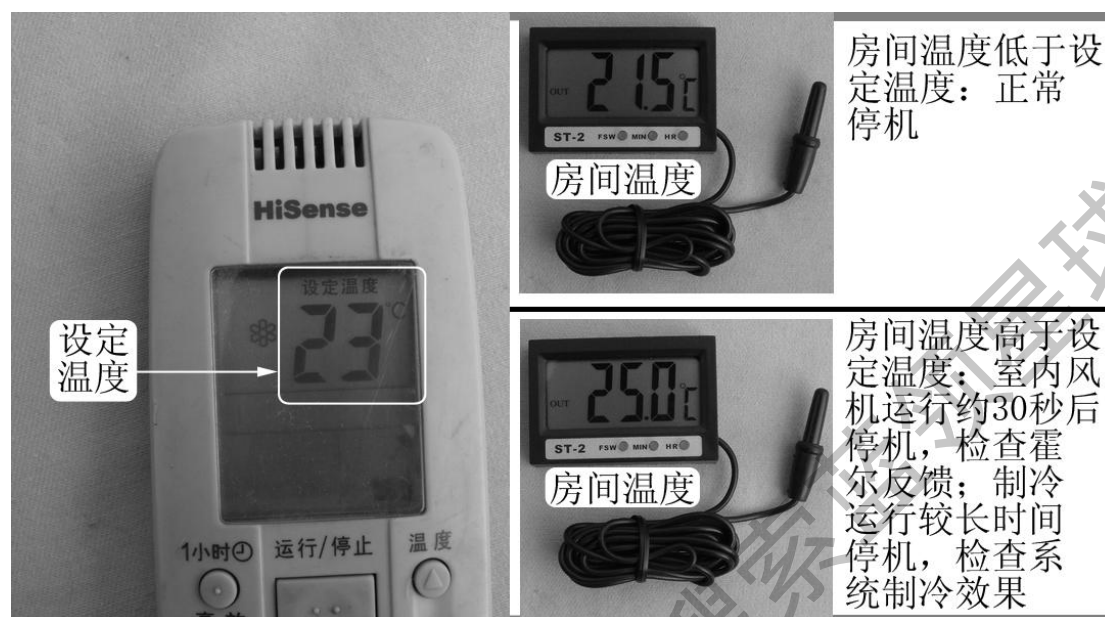 HiSense
设定温度
23℃
设定
温度
1小时
运行/停止
温度
OUT
21.5℃
ST-2 FSW MIN HR
房间温度
房间温度低于设
定温度：正常
停机
OUT
25.0℃
ST-2 FSW MIN HR
房间温度
房间温度高于设
定温度：室内风
机运行约30秒后
停机，检查霍
尔反馈；制冷
运行较长时间
停机，检查系
统制冷效果